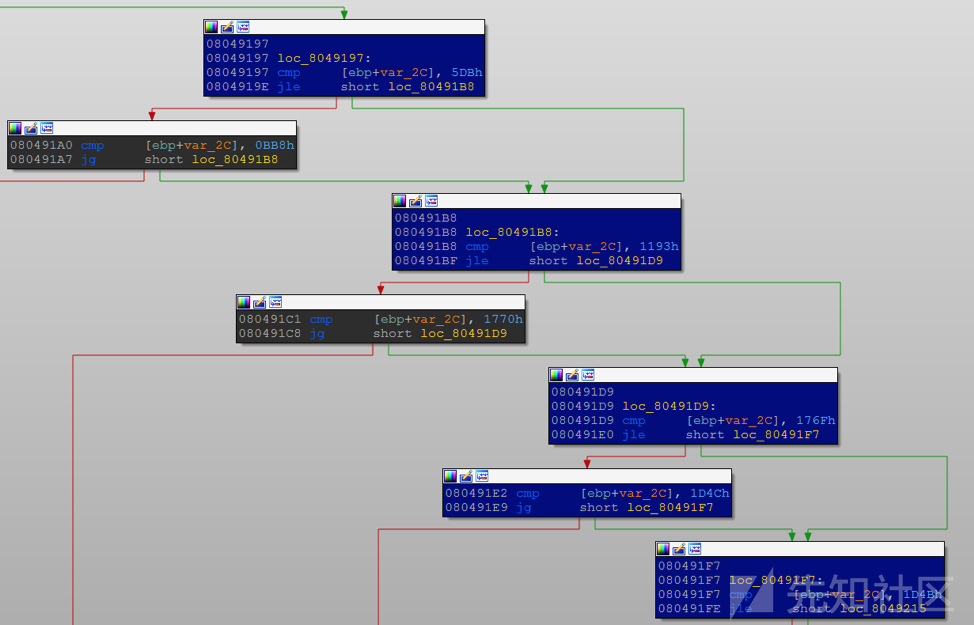 08049197
08049197 loc_8049197:
08049197 cmp [ebp+var_2C], 5DBh
0804919E jle short loc_80491B8
080491A0 cmp [ebp+var_2C], 0BB8h
080491A7 jg short loc_80491B8
080491B8
080491B8 loc_80491B8:
080491B8 cmp [ebp+var_2C], 1193h
080491BF jle short loc_80491D9
080491C1 cmp [ebp+var_2C], 1770h
080491C8 jg short loc_80491D9
080491D9
080491D9 loc_80491D9:
080491D9 cmp [ebp+var_2C], 176Fh
080491E0 jle short loc_80491F7
080491E2 cmp [ebp+var_2C], 1D4Ch
080491E9 jg short loc_80491F7
080491F7
080491F7 loc_80491F7:
080491F7 cmp [ebp+var_2C], 1D4Bh
080491FE jle short loc_8049215
先知社区